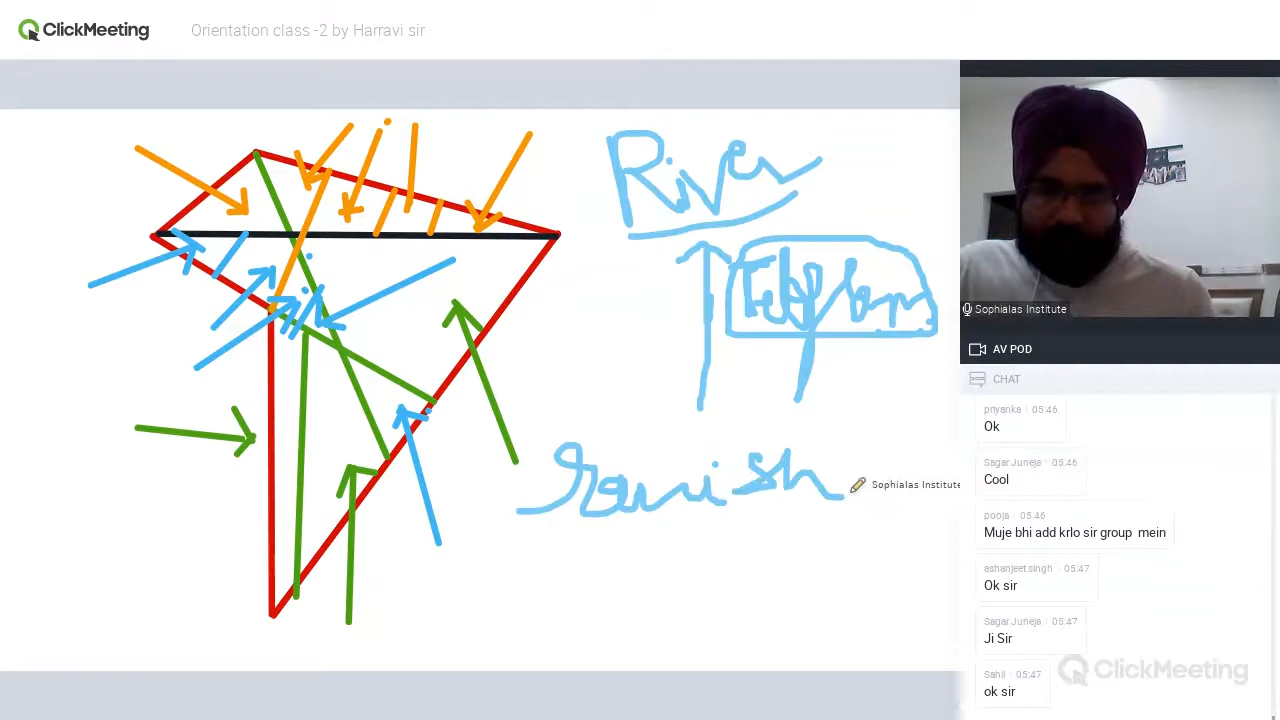 ClickMeeting
Orientation class -2 by Harravi sir
River
Sophialas Institute
AV POD
CHAT
priyanka 05:46
Ok
Sagar Juneja 05:46
Cool
pooja 05:46
Muje bhi add krlo sir group mein
ashanjeet singh 05:47
Ok sir
Sagar Juneja 05:47
Ji Sir
Sahil 05:47
ok sir
Sophialas Institute
ClickMeeting